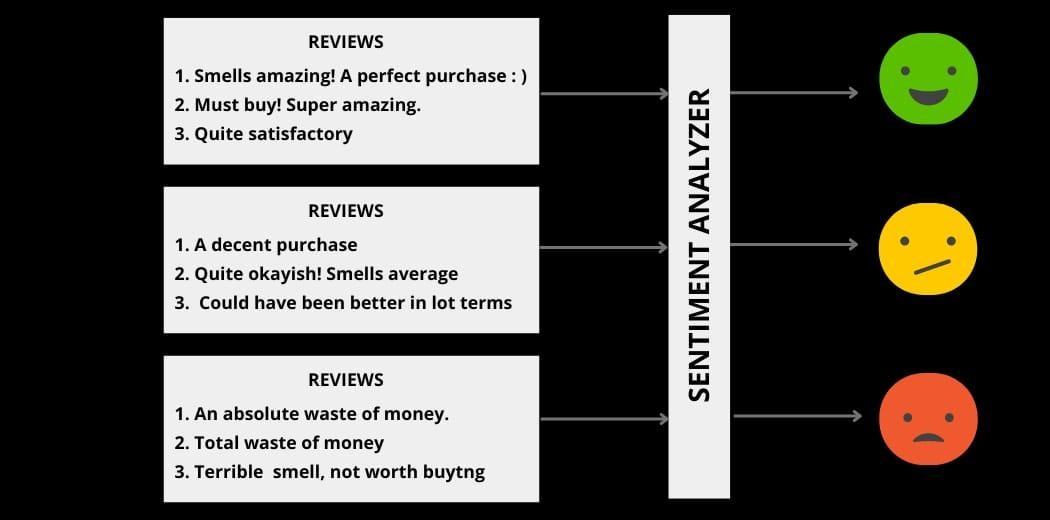 REVIEWS
1. Smells amazing! A perfect purchase : )
2. Must buy! Super amazing.
3. Quite satisfactory
REVIEWS
1. A decent purchase
2. Quite okayish! Smells average
3. Could have been better in lot terms
REVIEWS
1. An absolute waste of money.
2. Total waste of money
3. Terrible smell, not worth buytng
SENTIMENT ANALYZER